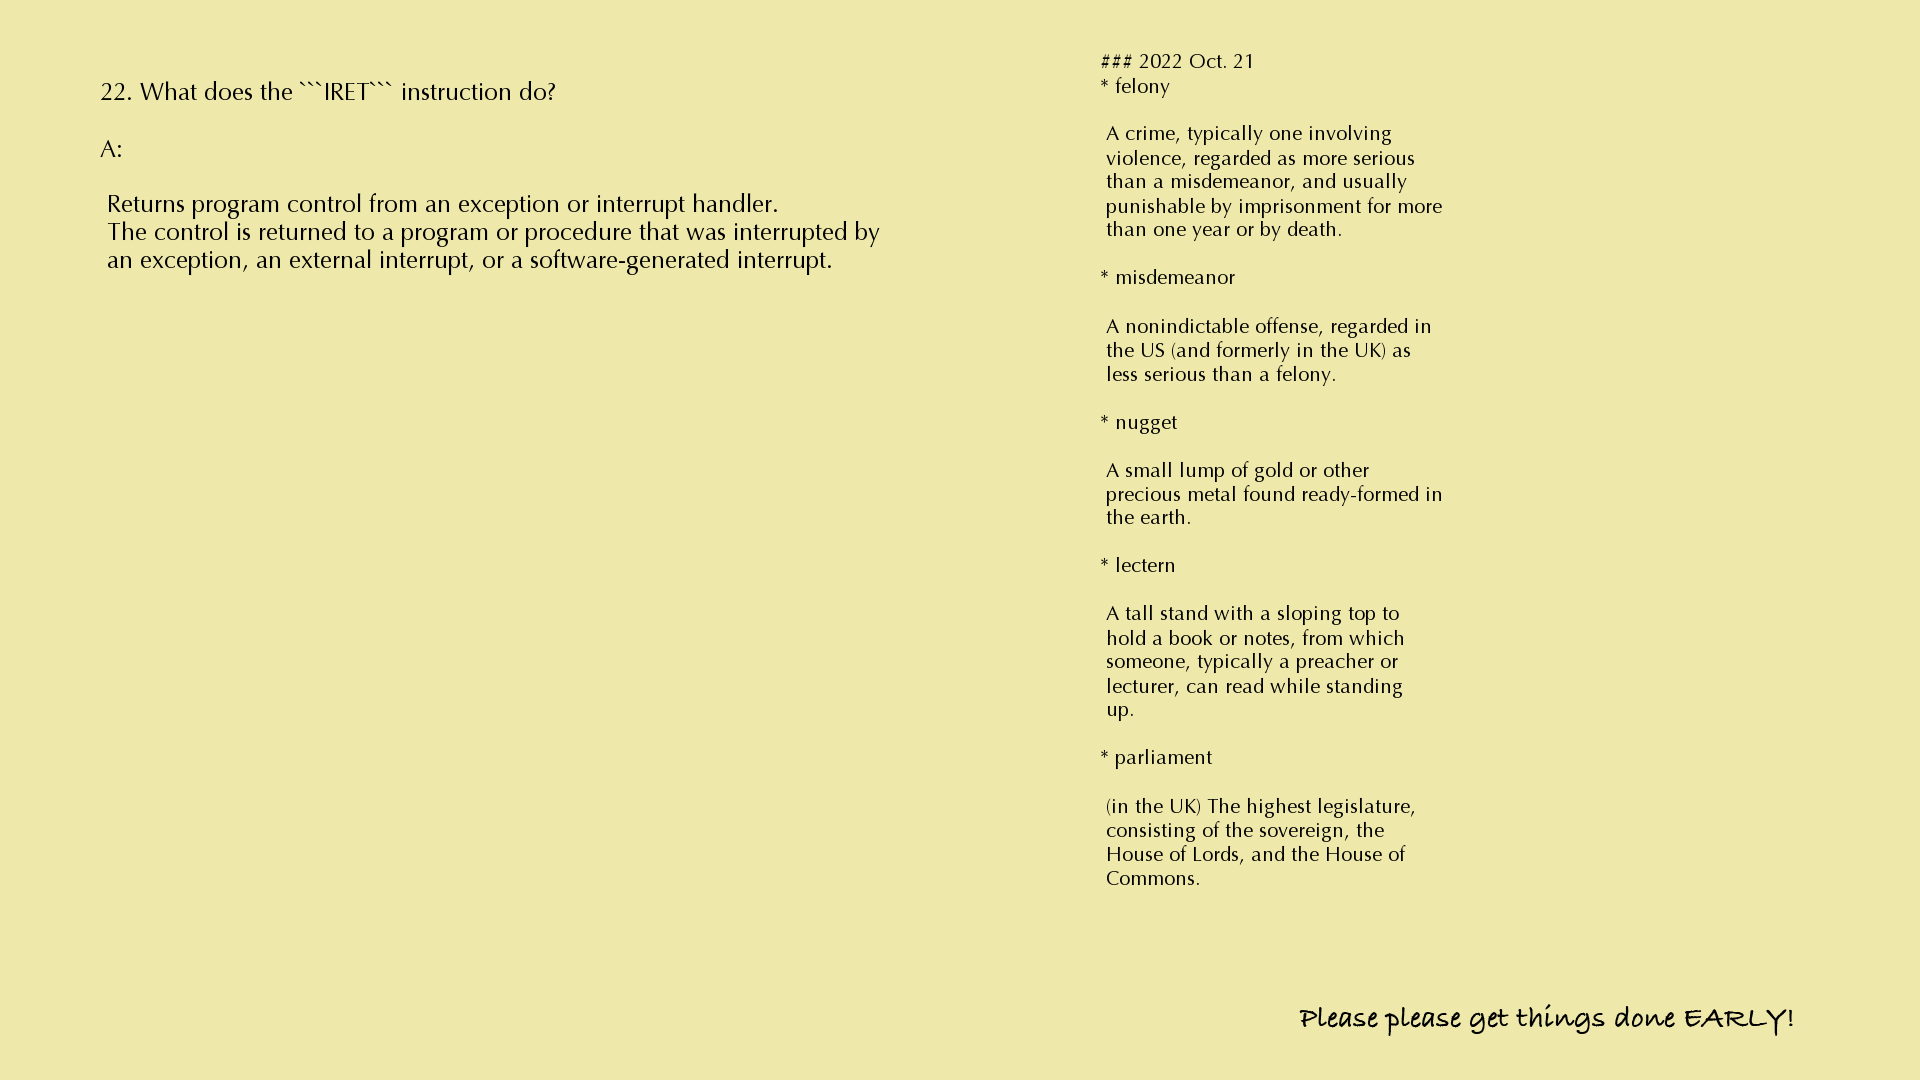 22. What does the ```IRET``` instruction do?
A:
Returns program control from an exception or interrupt handler.
The control is returned to a program or procedure that was interrupted by
an exception, an external interrupt, or a software-generated interrupt.
### 2022 Oct. 21
* felony
A crime, typically one involving
violence, regarded as more serious
than a misdemeanor, and usually
punishable by imprisonment for more
than one year or by death.
* misdemeanor
A nonindictable offense, regarded in
the US (and formerly in the UK) as
less serious than a felony.
* nugget
A small lump of gold or other
precious metal found ready-formed in
the earth.
* lectern
A tall stand with a sloping top to
hold a book or notes, from which
someone, typically a preacher or
lecturer, can read while standing
up.
* parliament
(in the UK) The highest legislature,
consisting of the sovereign, the
House of Lords, and the House of
Commons.
Please please get things done EARLY!